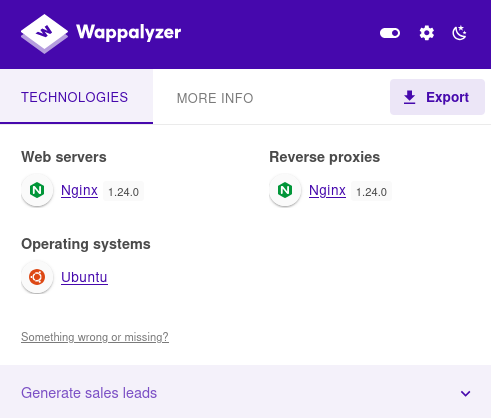 Wappalyzer
TECHNOLOGIES
MORE INFO
Export
Web servers
Nginx 1.24.0
Reverse proxies
Nginx 1.24.0
Operating systems
Ubuntu
Something wrong or missing?
Generate sales leads